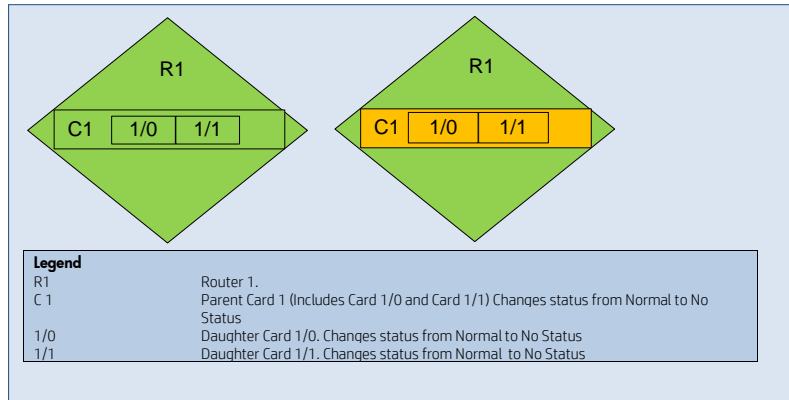 R1
C1 1/0 1/1
R1
C1 1/0 1/1
Legend
R1 Router 1.
C 1 Parent Card 1 (Includes Card 1/0 and Card 1/1) Changes status from Normal to No
Status
1/0 Daughter Card 1/0. Changes status from Normal to No Status
1/1 Daughter Card 1/1. Changes status from Normal to No Status